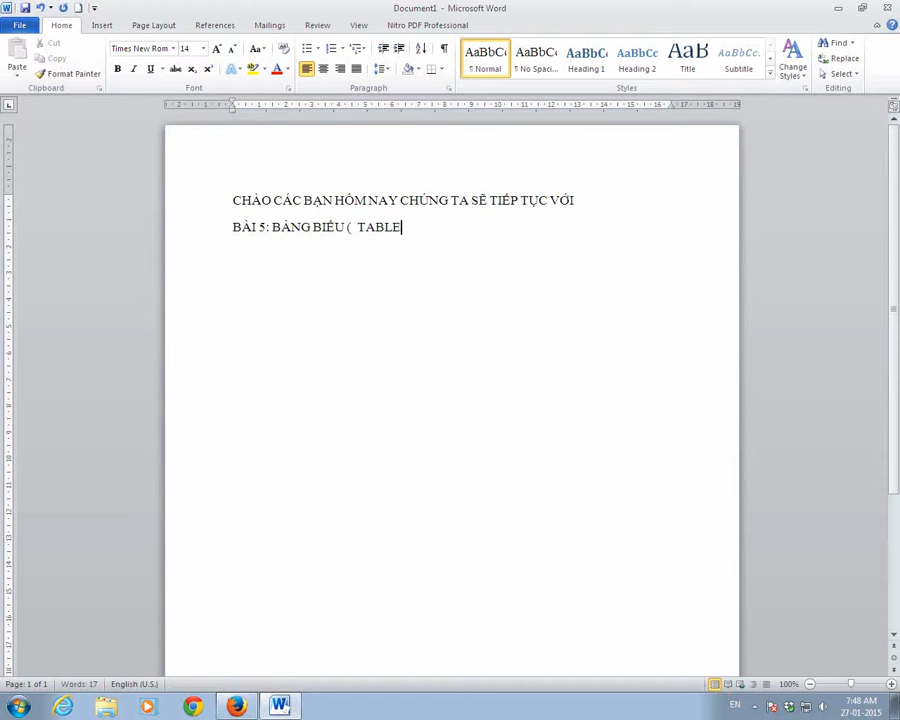 Document1 - Microsoft Word
File Home Insert Page Layout References Mailings Review View Nitro PDF Professional
Paste Cut Copy Format Painter
Clipboard
Times New Rom 14
Font
Paragraph
AaBbCc AaBbCc AaBbCc AaBbCc AaB AaBbCc
¶ Normal ¶ No Spaci... Heading 1 Heading 2 Title Subtitle
Styles
Change Styles
Find Replace Select
Editing
CHÀO CÁC BẠN HÔM NAY CHÚNG TA SẼ TIẾP TỤC VỚI
BÀI 5: BẢNG BIỂU ( TABLE
Page: 1 of 1 Words: 17 English (U.S.) 100%
EN 7:48 AM
27-01-2015